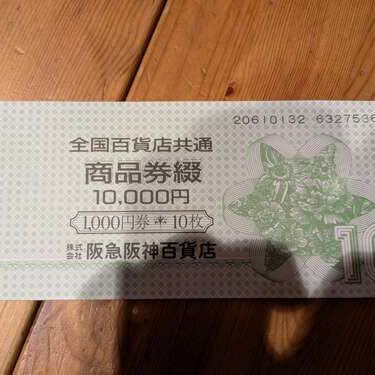 20610132 6327536
全国百貨店共通
商品券綴
10,000円
1,000円券＊10枚
株式会社 阪急阪神百貨店